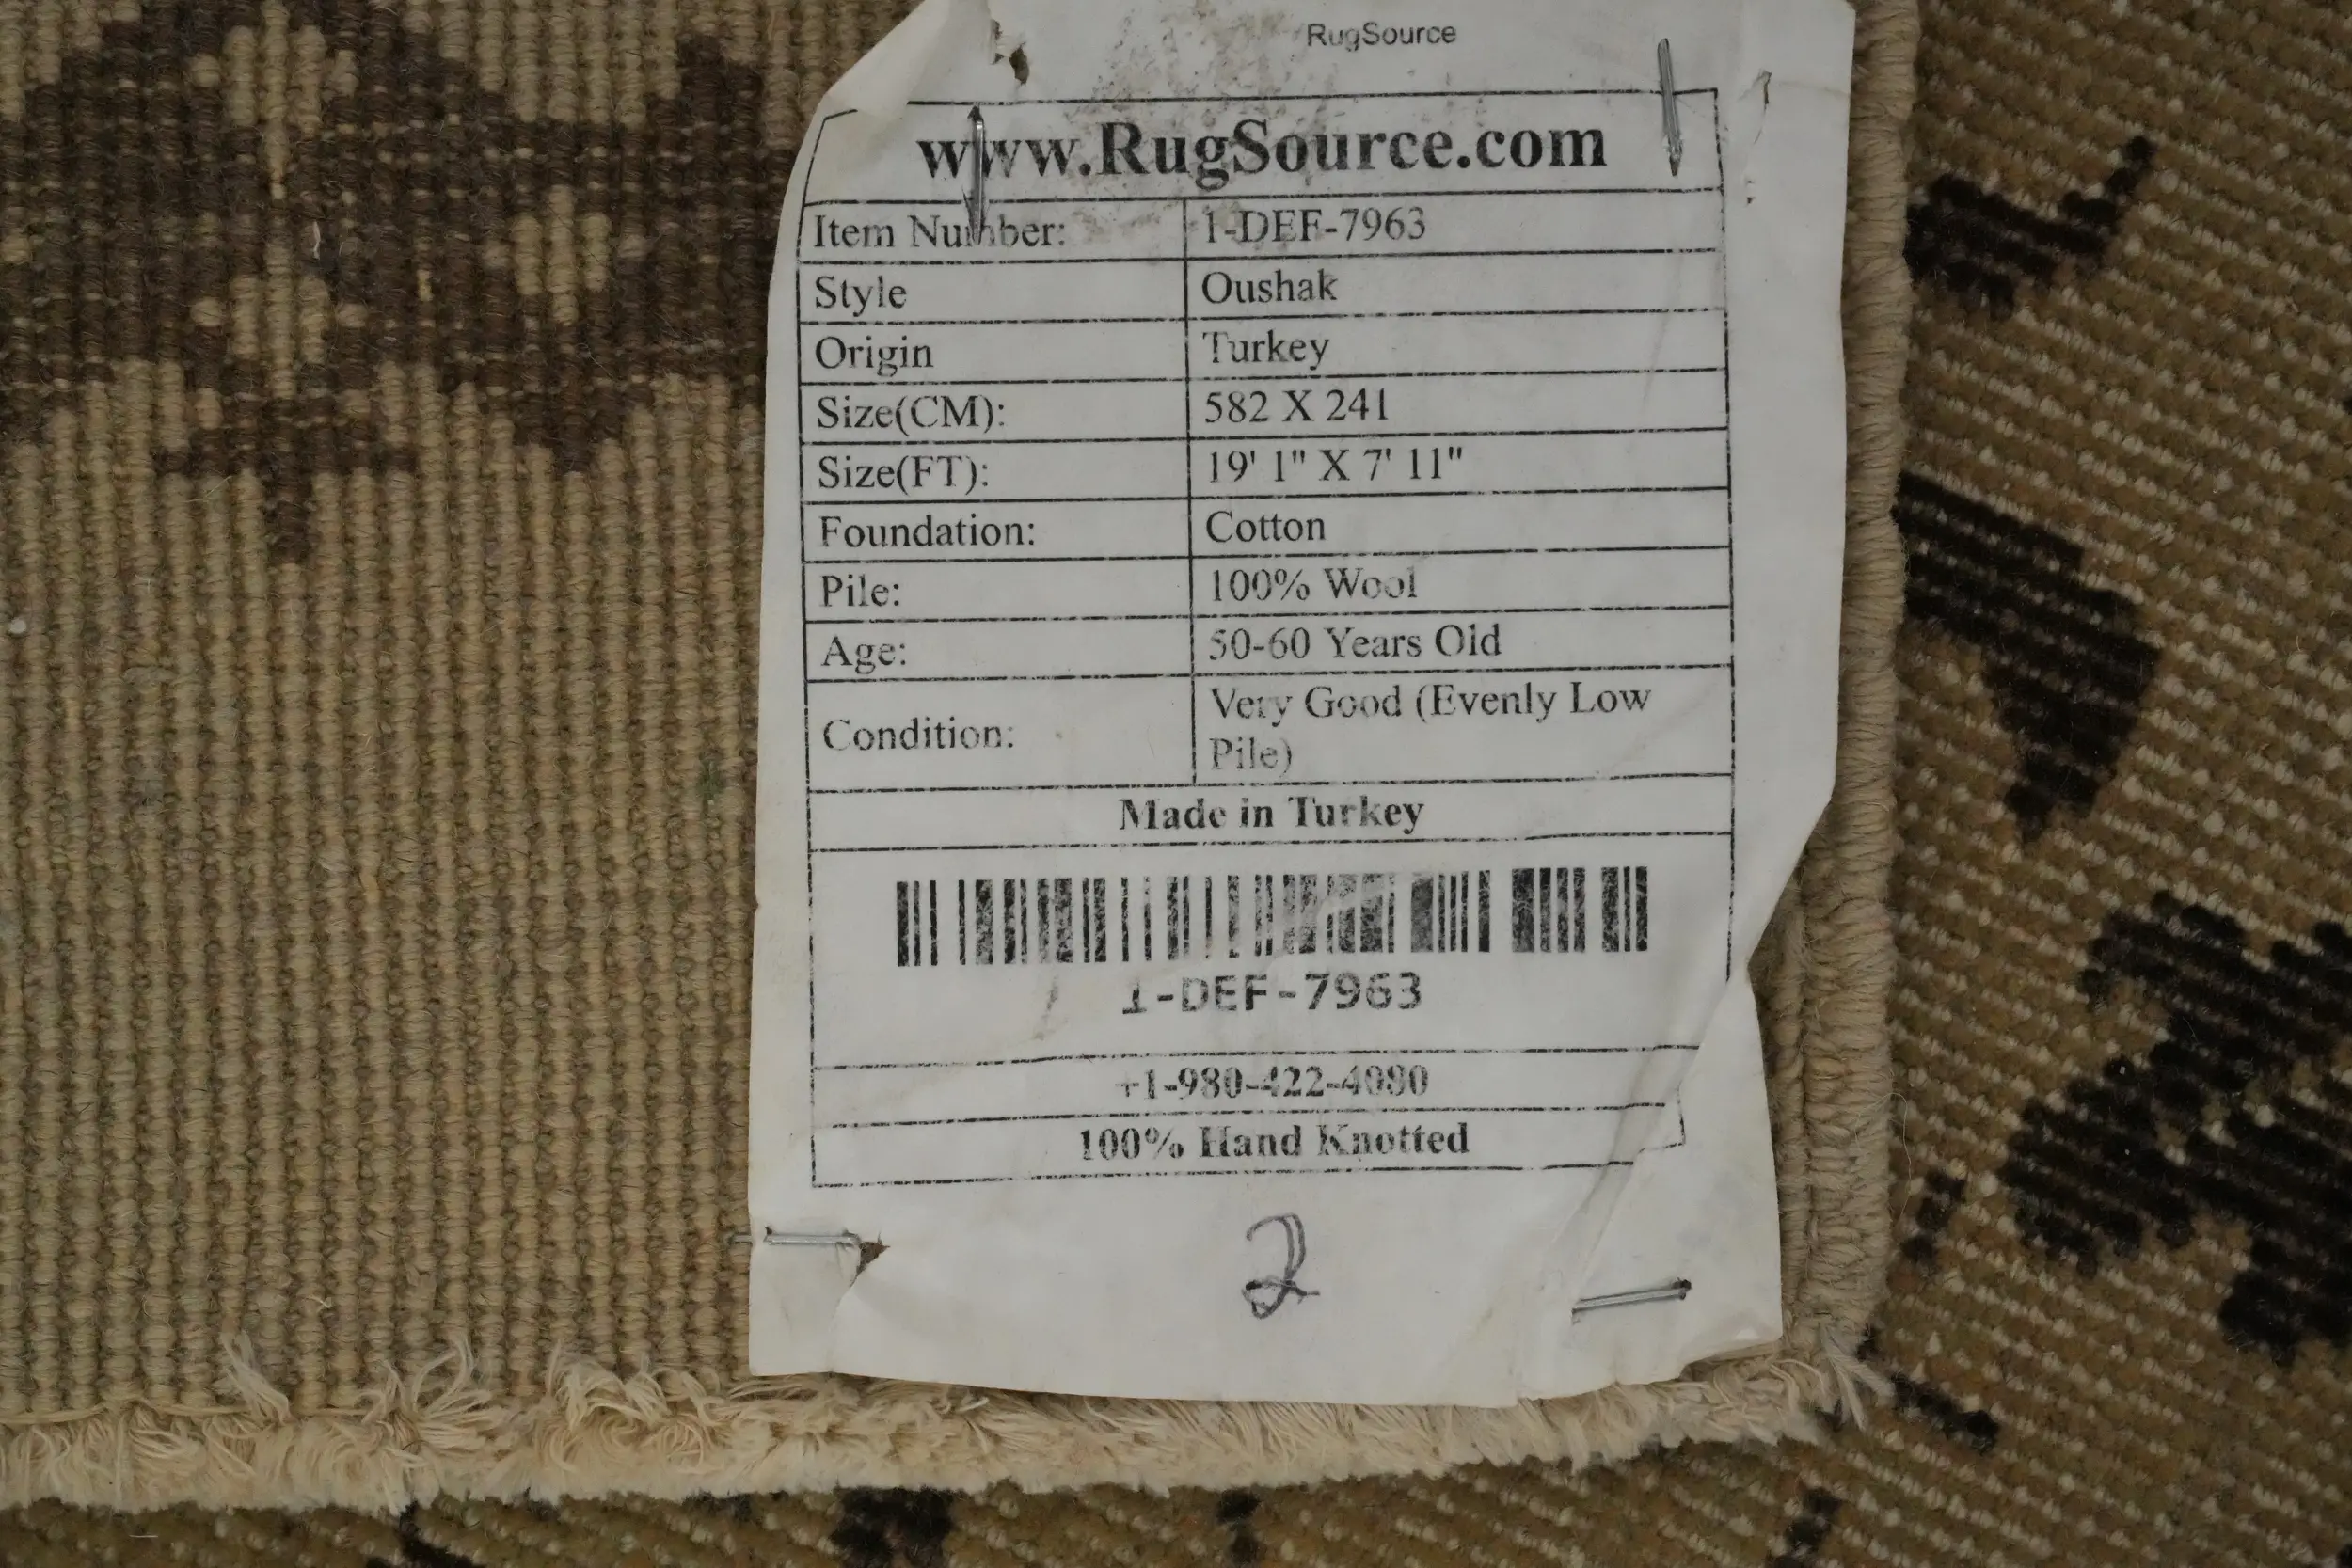 RugSource
www.RugSource.com
Item Number: 1-DEF-7963
Style Oushak
Origin Turkey
Size(CM): 582 X 241
Size(FT): 19' 1" X 7' 11"
Foundation: Cotton
Pile: 100% Wool
Age: 50-60 Years Old
Condition: Very Good (Evenly Low
Pile)
Made in Turkey
1-DEF-7963
+1-980-422-4080
100% Hand Knotted
2